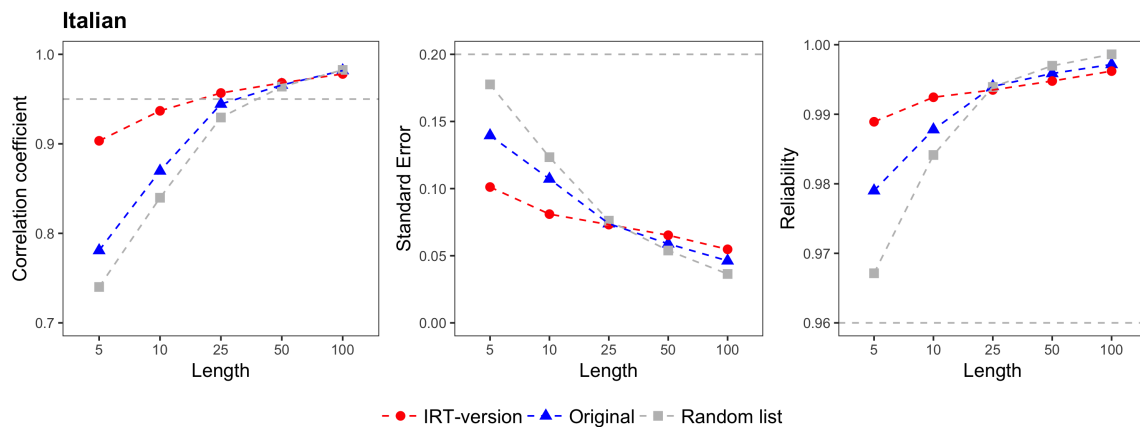 Italian
Correlation coefficient
1.0
0.9
0.8
0.7
5 10 25 50 100
Length
Standard Error
0.20
0.15
0.10
0.05
0.00
5 10 25 50 100
Length
Reliability
1.00
0.99
0.98
0.97
0.96
5 10 25 50 100
Length
IRT-version Original Random list